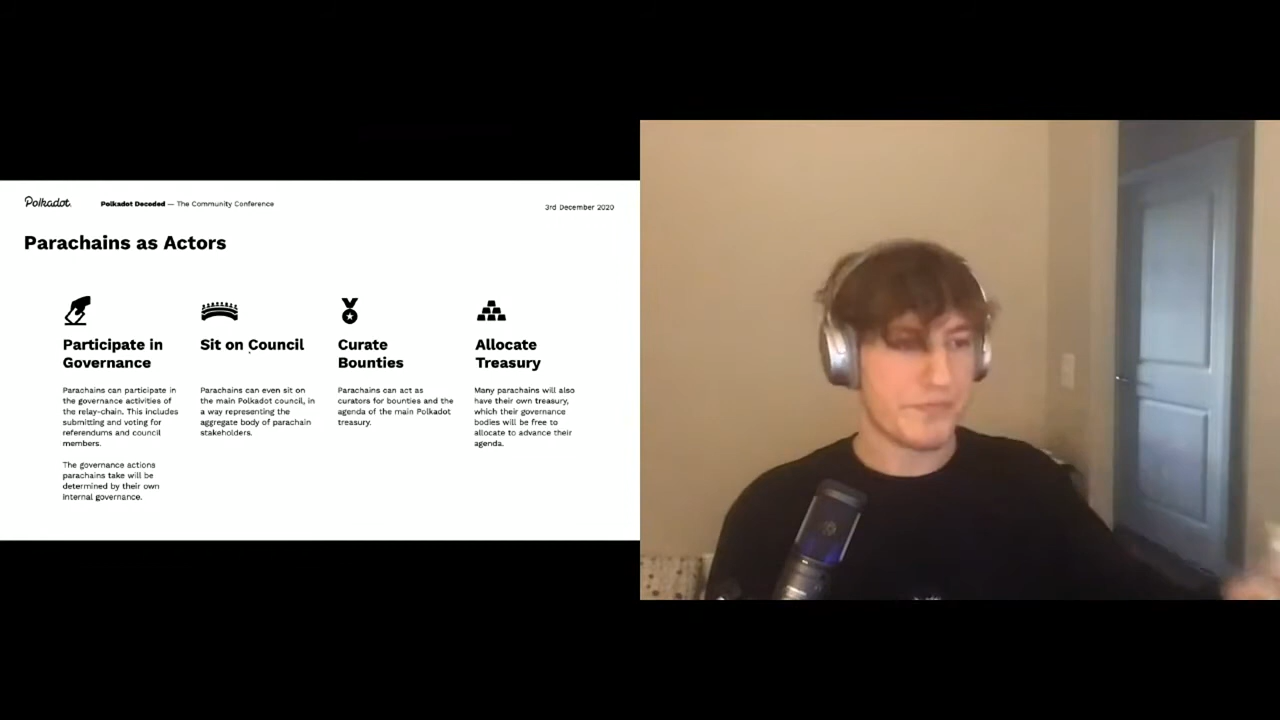 Polkadot.
Polkadot Decoded — The Community Conference
3rd December 2020
Parachains as Actors
Participate in
Governance
Parachains can participate in
the governance activities of
the relay-chain. This includes
submitting and voting for
referendums and council
members.
The governance actions
parachains take will be
determined by their own
internal governance.
Sit on Council
Parachains can even sit on
the main Polkadot council, in
a way representing the
aggregate body of parachain
stakeholders.
Curate
Bounties
Parachains can act as
curators for bounties and the
agenda of the main Polkadot
treasury.
Allocate
Treasury
Many parachains will also
have their own treasury,
which their governance
bodies will be free to
allocate to advance their
agenda.